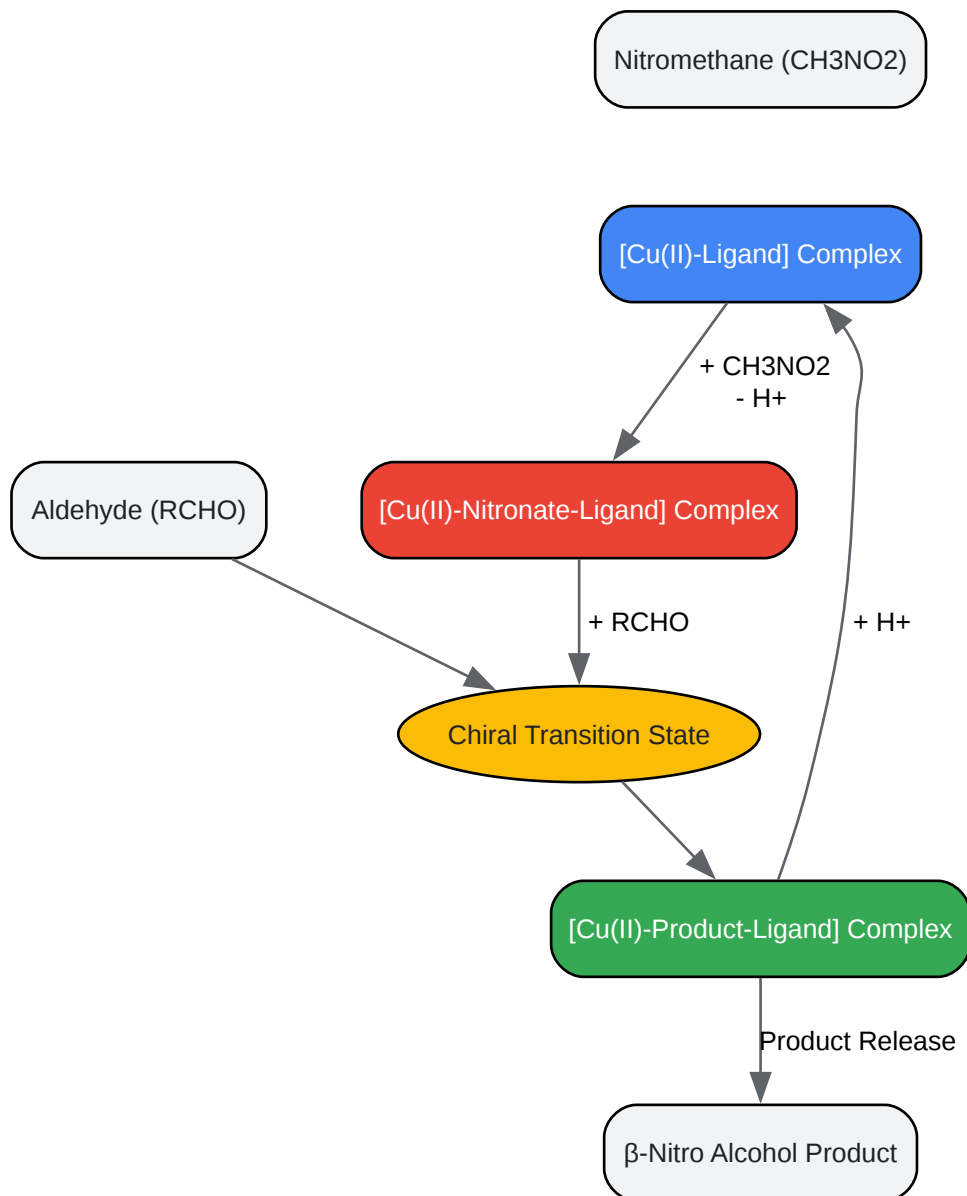 Nitromethane (CH3NO2)
[Cu(II)-Ligand] Complex
+ CH3NO2
- H+
Aldehyde (RCHO)
[Cu(II)-Nitronate-Ligand] Complex
+ RCHO
+ H+
Chiral Transition State
[Cu(II)-Product-Ligand] Complex
Product Release
β-Nitro Alcohol Product